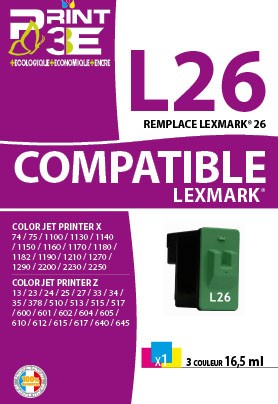 PRINT
3E
+ECOLOGIQUE+ECONOMIQUE+ENCRE
L26
REMPLACE LEXMARK® 26
COMPATIBLE
LEXMARK®
COLOR JET PRINTER X
74 / 75 / 1100 / 1130 / 1140
/ 1150 / 1160 / 1170 / 1180 /
1182 / 1190 / 1210 / 1270 /
1290 / 2200 / 2230 / 2250
COLOR JET PRINTER Z
13 / 23 / 24 / 25 / 27 / 33 / 34 /
35 / 378 / 510 / 513 / 515 / 517
/ 600 / 601 / 602 / 604 / 605 /
610 / 612 / 615 / 617 / 640 / 645
L26
x1
3 COULEUR 16,5 ml
100%